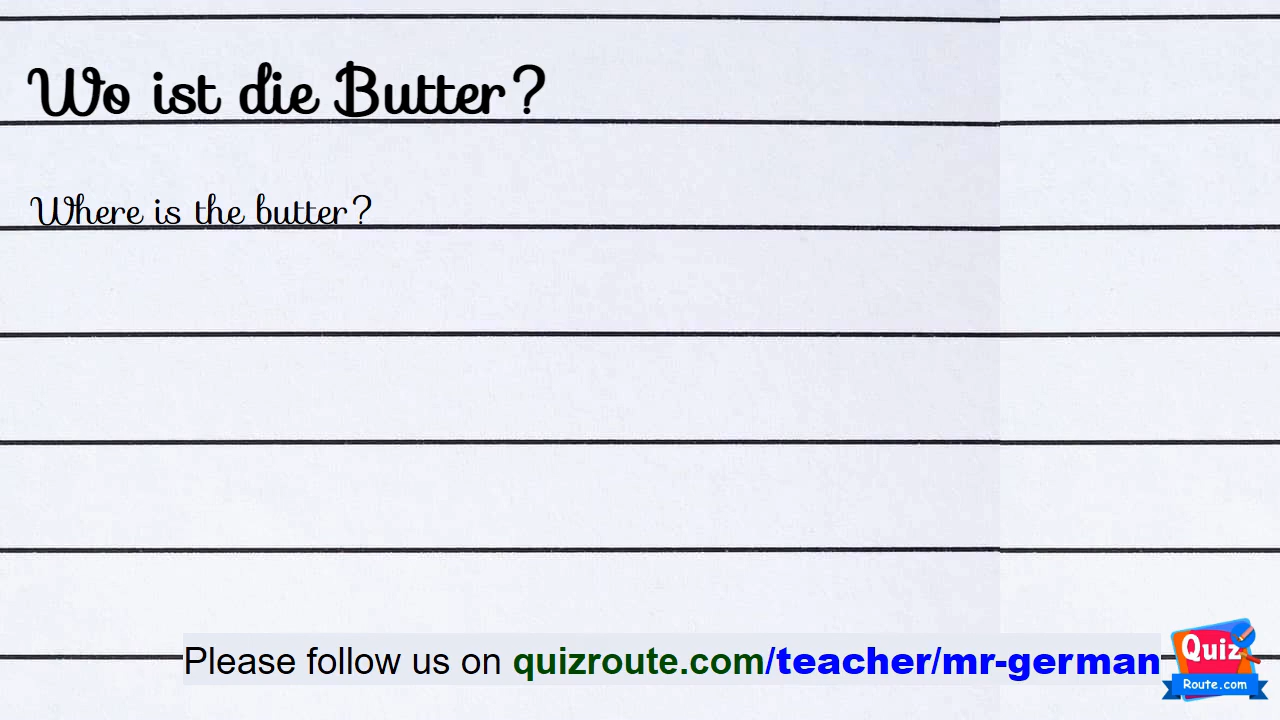 Wo ist die Butter?
Where is the butter?
Please follow us on quizroute.com/teacher/mr-german
Quiz
Route.com